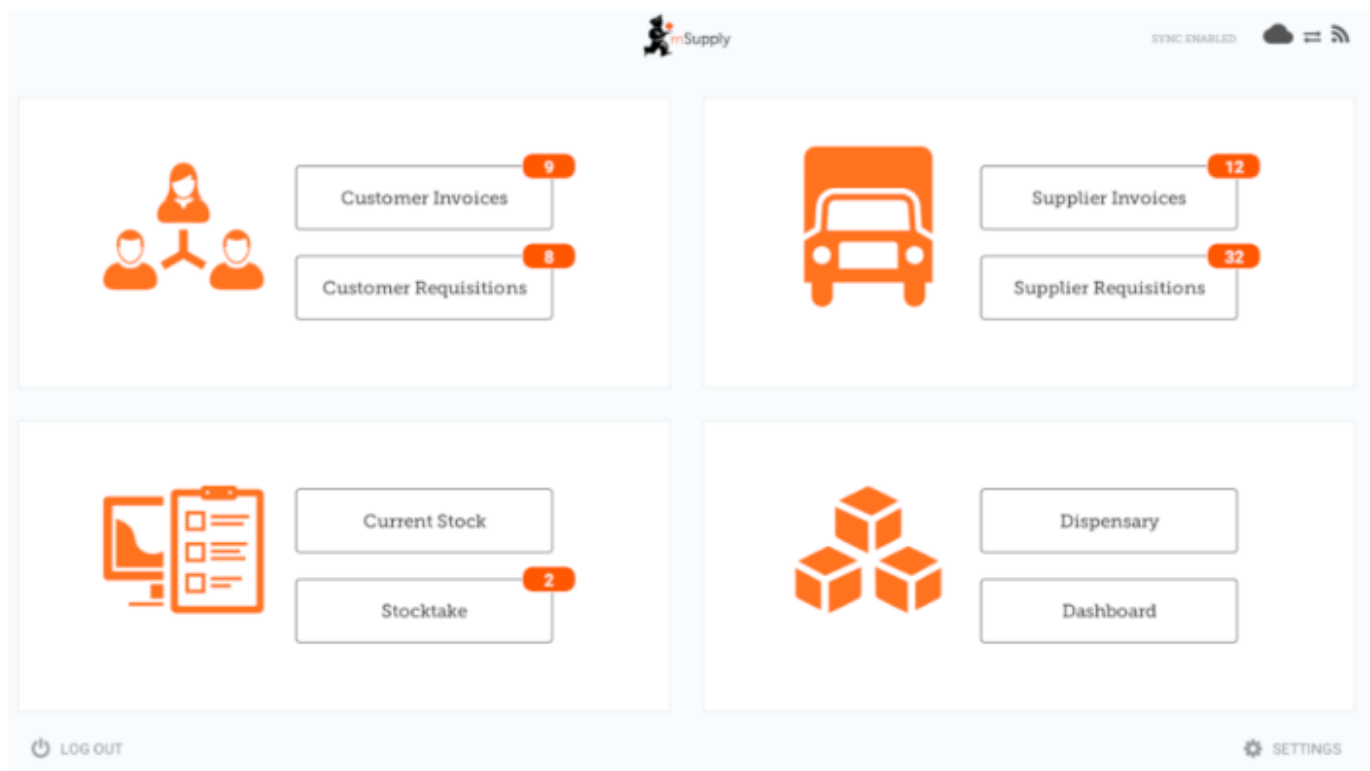 mSupply
SYNC ENABLED
9
Customer Invoices
8
Customer Requisitions
12
Supplier Invoices
32
Supplier Requisitions
Current Stock
2
Stocktake
Dispensary
Dashboard
LOG OUT
SETTINGS